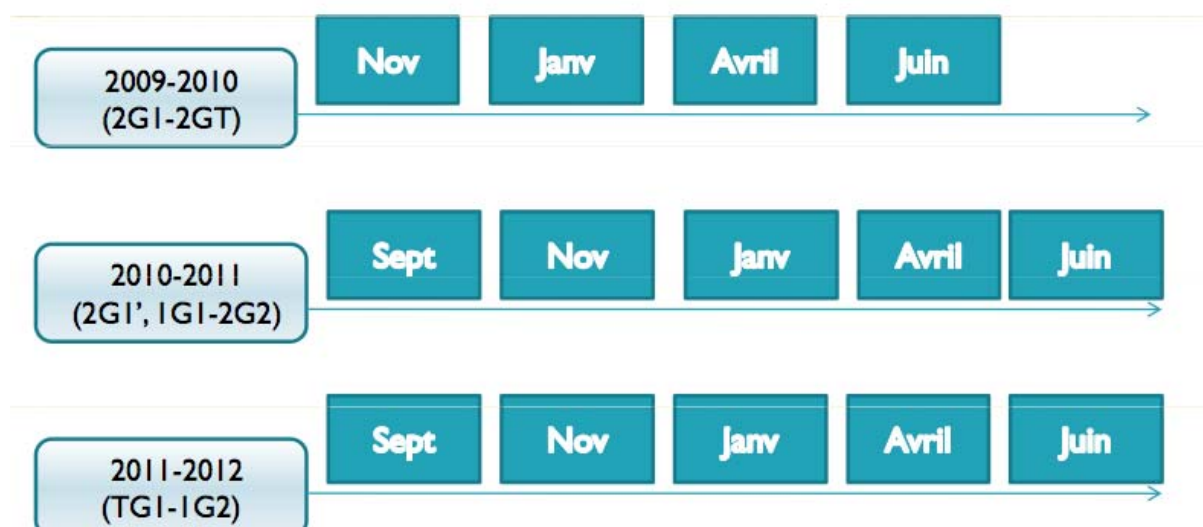 Nov Janv Avril Juin
2009-2010
(2G1-2GT)
Sept Nov Janv Avril Juin
2010-2011
(2G1', 1G1-2G2)
Sept Nov Janv Avril Juin
2011-2012
(TG1-1G2)